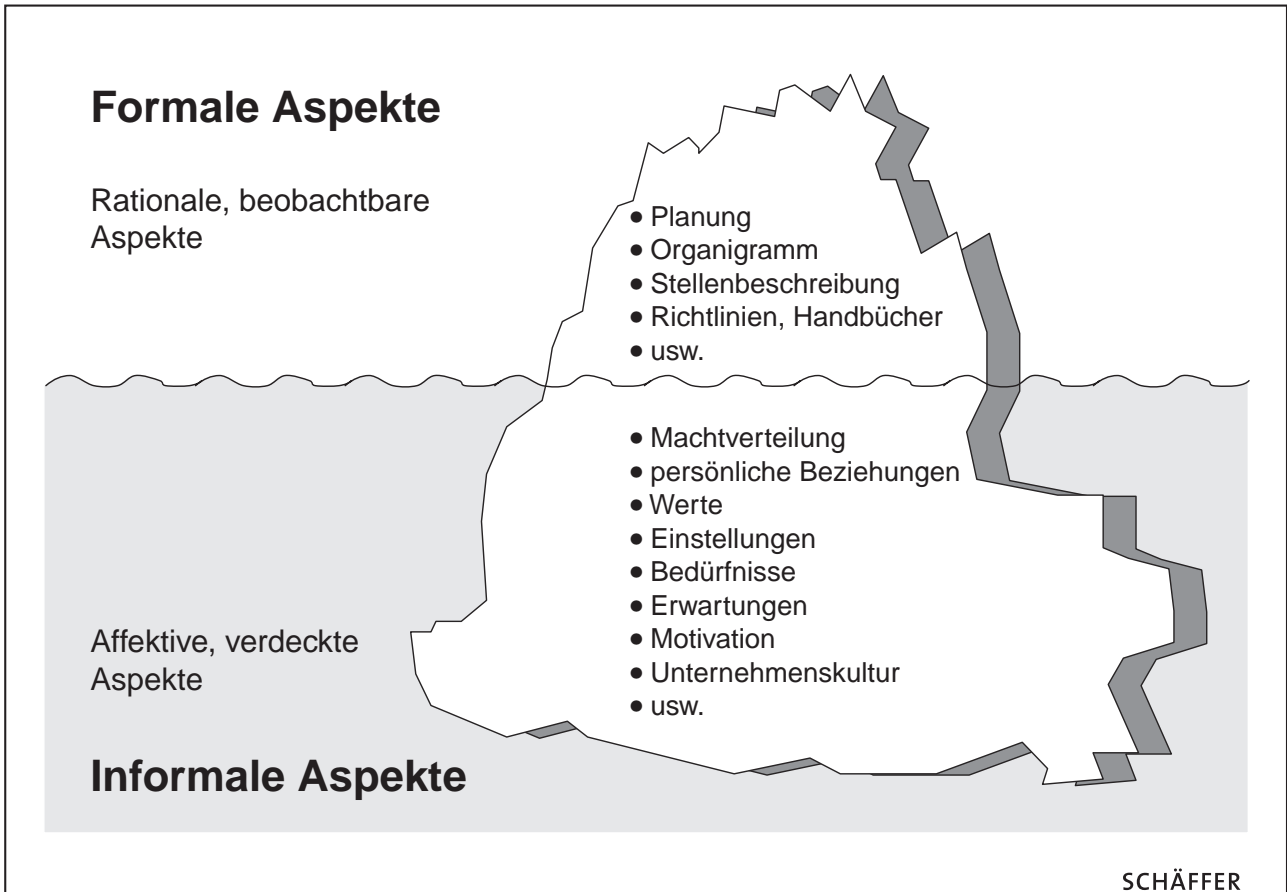 Formale Aspekte
Rationale, beobachtbare
Aspekte
• Planung
• Organigramm
• Stellenbeschreibung
• Richtlinien, Handbücher
• usw.
• Machtverteilung
• persönliche Beziehungen
• Werte
• Einstellungen
• Bedürfnisse
• Erwartungen
• Motivation
• Unternehmenskultur
• usw.
Affektive, verdeckte
Aspekte
Informale Aspekte
SCHÄFFER